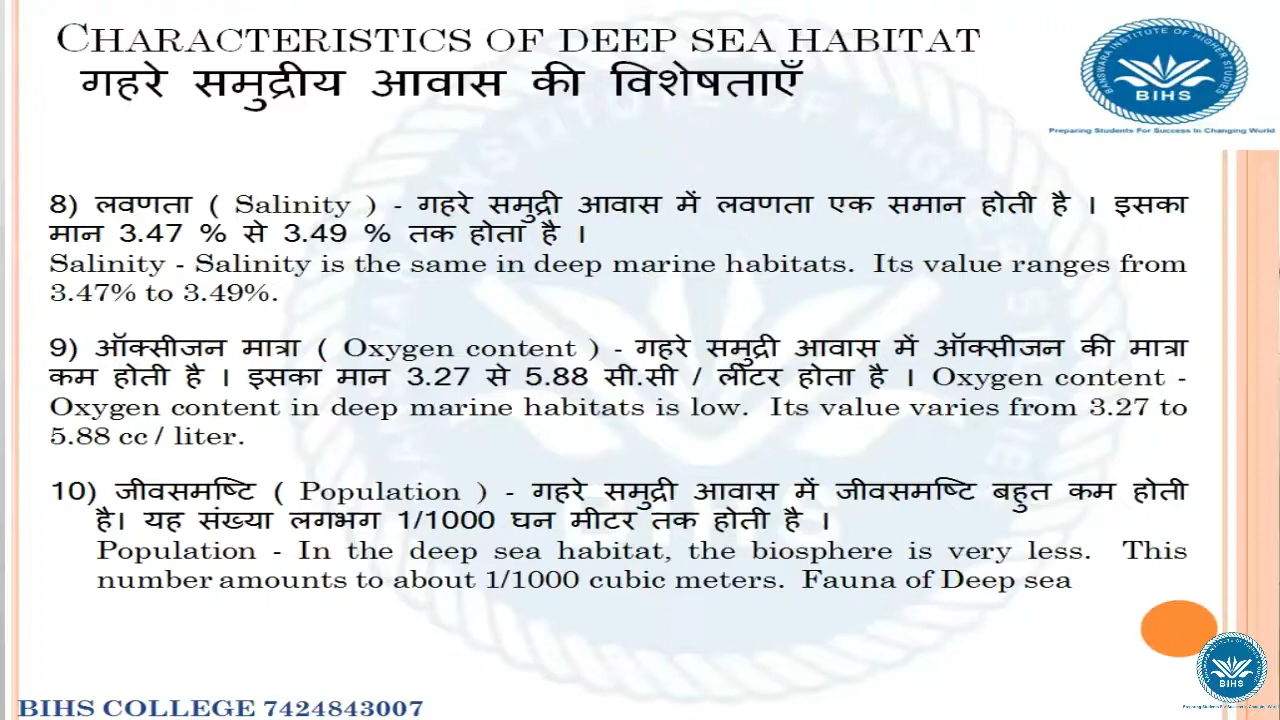 CHARACTERISTICS OF DEEP SEA HABITAT
गहरे समुद्रीय आवास की विशेषताएँ
BANSWARA INSTITUTE OF HIGHER STUDIES
BIHS
Preparing Students For Success In Changing World
8) लवणता ( Salinity ) - गहरे समुद्री आवास में लवणता एक समान होती है । इसका
मान 3.47 % से 3.49 % तक होता है ।
Salinity - Salinity is the same in deep marine habitats. Its value ranges from
3.47% to 3.49%.
9) ऑक्सीजन मात्रा ( Oxygen content ) - गहरे समुद्री आवास में ऑक्सीजन की मात्रा
कम होती है । इसका मान 3.27 से 5.88 सी.सी / लीटर होता है । Oxygen content -
Oxygen content in deep marine habitats is low. Its value varies from 3.27 to
5.88 cc / liter.
10) जीवसमष्टि ( Population ) - गहरे समुद्री आवास में जीवसमष्टि बहुत कम होती
है। यह संख्या लगभग 1/1000 घन मीटर तक होती है ।
Population - In the deep sea habitat, the biosphere is very less. This
number amounts to about 1/1000 cubic meters. Fauna of Deep sea
BIHS
BIHS COLLEGE 7424843007